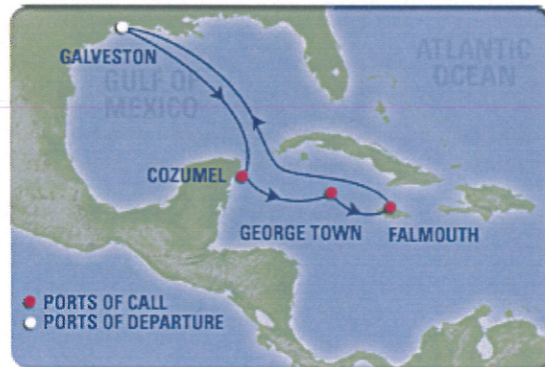 GALVESTON
GULF OF
MEXICO
ATLANTIC
OCEAN
COZUMEL
GEORGE TOWN
FALMOUTH
PORTS OF CALL
PORTS OF DEPARTURE